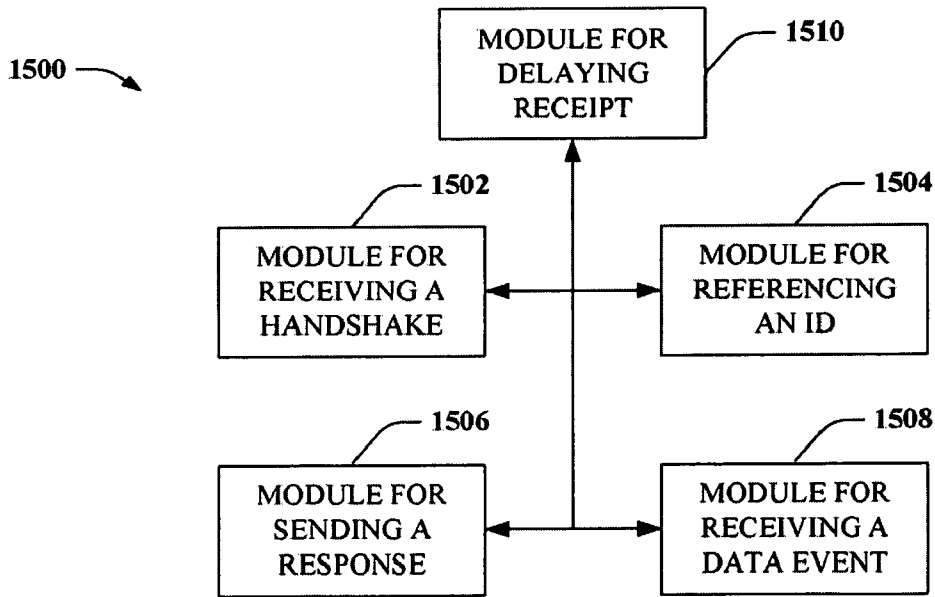 1500
1510
MODULE FOR
DELAYING
RECEIPT
1502
1504
MODULE FOR
RECEIVING A
HANDSHAKE
MODULE FOR
REFERENCING
AN ID
1506
1508
MODULE FOR
SENDING A
RESPONSE
MODULE FOR
RECEIVING A
DATA EVENT